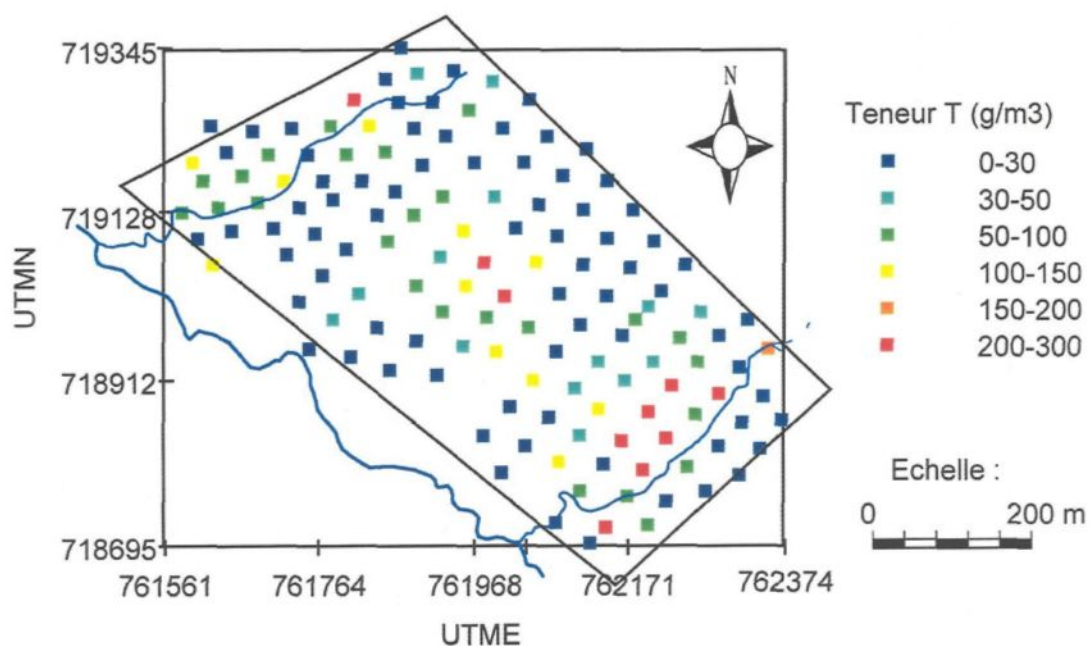 719345
719128
718912
718695
UTMN
761561 761764 761968 762171 762374
UTME
N
Teneur T (g/m3)
0-30
30-50
50-100
100-150
150-200
200-300
Echelle :
0 200 m